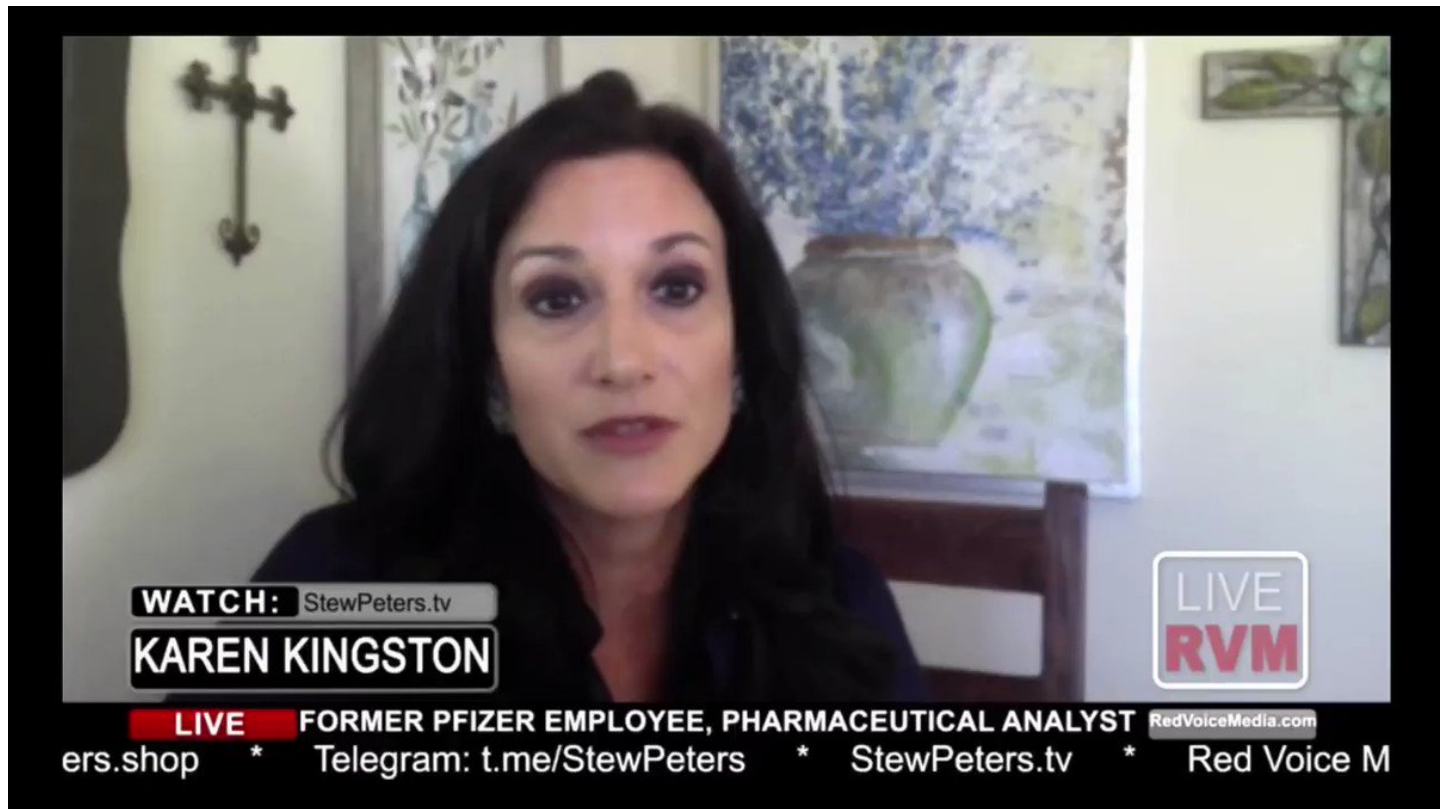 WATCH: StewPeters.tv
KAREN KINGSTON
LIVE
RVM
LIVE FORMER PFIZER EMPLOYEE, PHARMACEUTICAL ANALYST RedVoiceMedia.com
ers.shop * Telegram: t.me/StewPeters * StewPeters.tv * Red Voice M